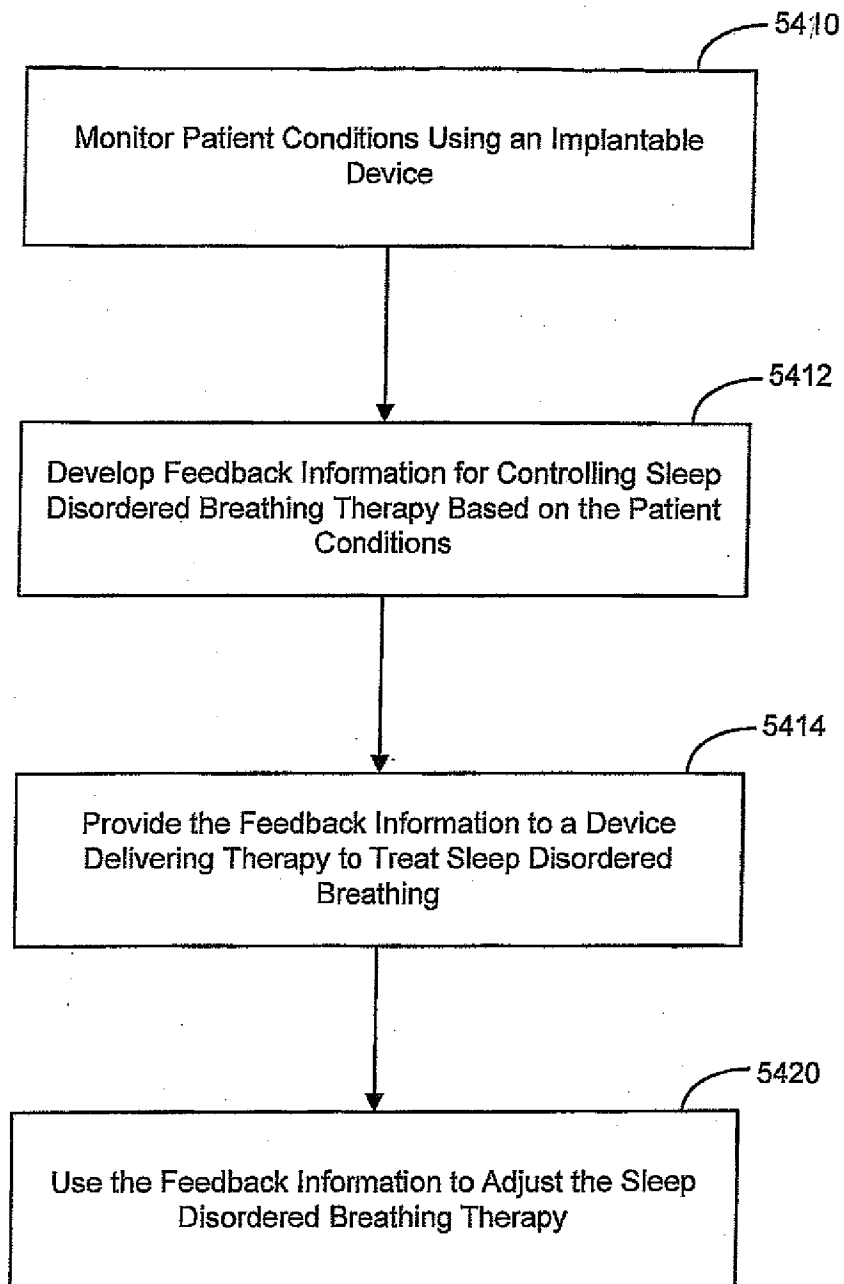 5410
Monitor Patient Conditions Using an Implantable
Device
5412
Develop Feedback Information for Controlling Sleep
Disordered Breathing Therapy Based on the Patient
Conditions
5414
Provide the Feedback Information to a Device
Delivering Therapy to Treat Sleep Disordered
Breathing
5420
Use the Feedback Information to Adjust the Sleep
Disordered Breathing Therapy